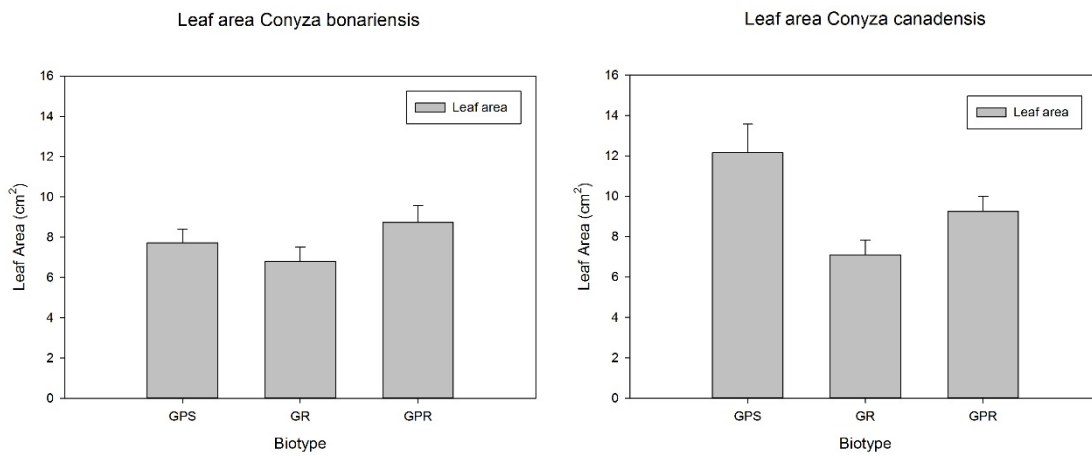 Leaf area Conyza bonariensis
16
14
12
10
8
6
4
2
0
Leaf Area (cm²)
Leaf area
GPS GR GPR
Biotype
Leaf area Conyza canadensis
16
14
12
10
8
6
4
2
0
Leaf Area (cm²)
Leaf area
GPS GR GPR
Biotype